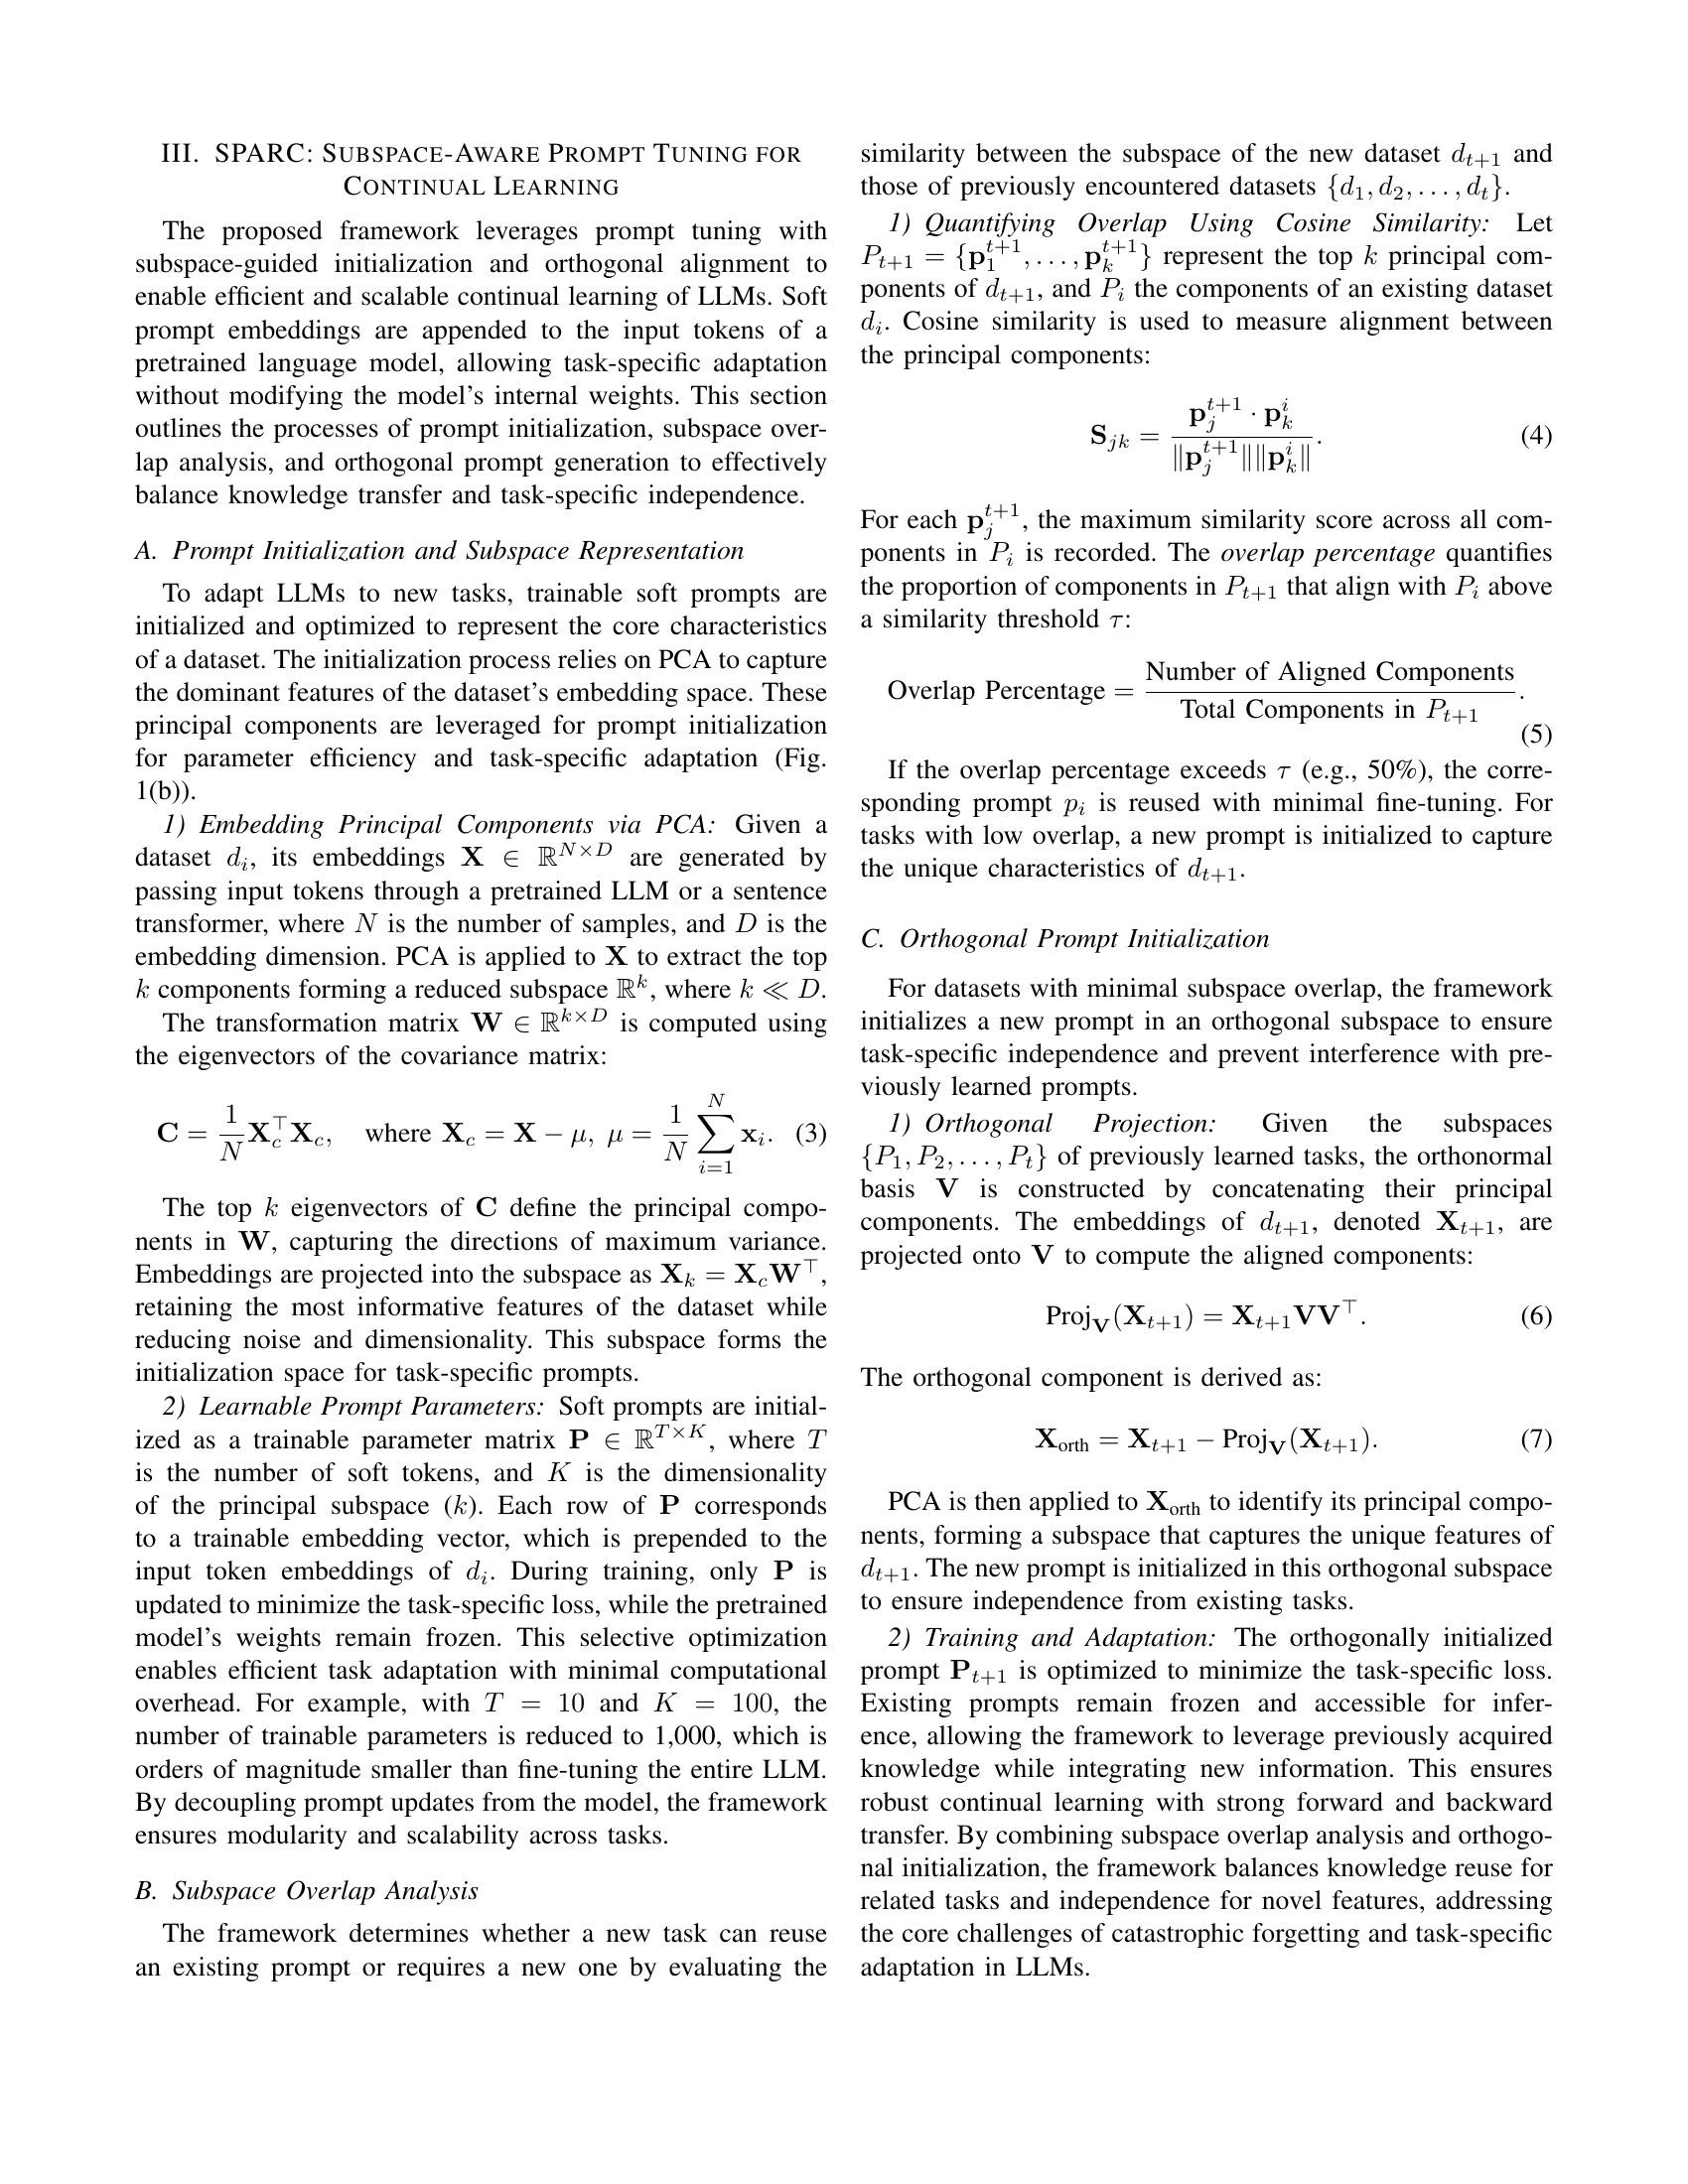 III. SPARC: SUBSPACE-AWARE PROMPT TUNING FOR
CONTINUAL LEARNING
The proposed framework leverages prompt tuning with
subspace-guided initialization and orthogonal alignment to
enable efficient and scalable continual learning of LLMs. Soft
prompt embeddings are appended to the input tokens of a
pretrained language model, allowing task-specific adaptation
without modifying the model's internal weights. This section
outlines the processes of prompt initialization, subspace over-
lap analysis, and orthogonal prompt generation to effectively
balance knowledge transfer and task-specific independence.
A. Prompt Initialization and Subspace Representation
To adapt LLMs to new tasks, trainable soft prompts are
initialized and optimized to represent the core characteristics
of a dataset. The initialization process relies on PCA to capture
the dominant features of the dataset's embedding space. These
principal components are leveraged for prompt initialization
for parameter efficiency and task-specific adaptation (Fig.
1(b)).
1) Embedding Principal Components via PCA: Given a
dataset $d_i$, its embeddings $\mathbf{X} \in \mathbb{R}^{N \times D}$ are generated by
passing input tokens through a pretrained LLM or a sentence
transformer, where $N$ is the number of samples, and $D$ is the
embedding dimension. PCA is applied to $\mathbf{X}$ to extract the top
$k$ components forming a reduced subspace $\mathbb{R}^k$, where $k \ll D$.
The transformation matrix $\mathbf{W} \in \mathbb{R}^{k \times D}$ is computed using
the eigenvectors of the covariance matrix:
$\mathbf{C} = \frac{1}{N}\mathbf{X}_c^\top \mathbf{X}_c, \quad \text{where } \mathbf{X}_c = \mathbf{X} - \mu, \ \mu = \frac{1}{N}\sum_{i=1}^{N} \mathbf{x}_i.$ (3)
The top $k$ eigenvectors of $\mathbf{C}$ define the principal compo-
nents in $\mathbf{W}$, capturing the directions of maximum variance.
Embeddings are projected into the subspace as $\mathbf{X}_k = \mathbf{X}_c\mathbf{W}^\top$,
retaining the most informative features of the dataset while
reducing noise and dimensionality. This subspace forms the
initialization space for task-specific prompts.
2) Learnable Prompt Parameters: Soft prompts are initial-
ized as a trainable parameter matrix $\mathbf{P} \in \mathbb{R}^{T \times K}$, where $T$
is the number of soft tokens, and $K$ is the dimensionality
of the principal subspace ($k$). Each row of $\mathbf{P}$ corresponds
to a trainable embedding vector, which is prepended to the
input token embeddings of $d_i$. During training, only $\mathbf{P}$ is
updated to minimize the task-specific loss, while the pretrained
model's weights remain frozen. This selective optimization
enables efficient task adaptation with minimal computational
overhead. For example, with $T = 10$ and $K = 100$, the
number of trainable parameters is reduced to 1,000, which is
orders of magnitude smaller than fine-tuning the entire LLM.
By decoupling prompt updates from the model, the framework
ensures modularity and scalability across tasks.
B. Subspace Overlap Analysis
The framework determines whether a new task can reuse
an existing prompt or requires a new one by evaluating the
similarity between the subspace of the new dataset $d_{t+1}$ and
those of previously encountered datasets $\{d_1, d_2, \ldots, d_t\}$.
1) Quantifying Overlap Using Cosine Similarity: Let
$P_{t+1} = \{\mathbf{p}_1^{t+1}, \ldots, \mathbf{p}_k^{t+1}\}$ represent the top $k$ principal com-
ponents of $d_{t+1}$, and $P_i$ the components of an existing dataset
$d_i$. Cosine similarity is used to measure alignment between
the principal components:
$\mathbf{S}_{jk} = \frac{\mathbf{p}_j^{t+1} \cdot \mathbf{p}_k^i}{\|\mathbf{p}_j^{t+1}\|\|\mathbf{p}_k^i\|}.$ (4)
For each $\mathbf{p}_j^{t+1}$, the maximum similarity score across all com-
ponents in $P_i$ is recorded. The overlap percentage quantifies
the proportion of components in $P_{t+1}$ that align with $P_i$ above
a similarity threshold $\tau$:
$\text{Overlap Percentage} = \frac{\text{Number of Aligned Components}}{\text{Total Components in } P_{t+1}}.$
(5)
If the overlap percentage exceeds $\tau$ (e.g., 50%), the corre-
sponding prompt $p_i$ is reused with minimal fine-tuning. For
tasks with low overlap, a new prompt is initialized to capture
the unique characteristics of $d_{t+1}$.
C. Orthogonal Prompt Initialization
For datasets with minimal subspace overlap, the framework
initializes a new prompt in an orthogonal subspace to ensure
task-specific independence and prevent interference with pre-
viously learned prompts.
1) Orthogonal Projection: Given the subspaces
$\{P_1, P_2, \ldots, P_t\}$ of previously learned tasks, the orthonormal
basis $\mathbf{V}$ is constructed by concatenating their principal
components. The embeddings of $d_{t+1}$, denoted $\mathbf{X}_{t+1}$, are
projected onto $\mathbf{V}$ to compute the aligned components:
$\text{Proj}_{\mathbf{V}}(\mathbf{X}_{t+1}) = \mathbf{X}_{t+1}\mathbf{V}\mathbf{V}^\top.$ (6)
The orthogonal component is derived as:
$\mathbf{X}_{\text{orth}} = \mathbf{X}_{t+1} - \text{Proj}_{\mathbf{V}}(\mathbf{X}_{t+1}).$ (7)
PCA is then applied to $\mathbf{X}_{\text{orth}}$ to identify its principal compo-
nents, forming a subspace that captures the unique features of
$d_{t+1}$. The new prompt is initialized in this orthogonal subspace
to ensure independence from existing tasks.
2) Training and Adaptation: The orthogonally initialized
prompt $\mathbf{P}_{t+1}$ is optimized to minimize the task-specific loss.
Existing prompts remain frozen and accessible for infer-
ence, allowing the framework to leverage previously acquired
knowledge while integrating new information. This ensures
robust continual learning with strong forward and backward
transfer. By combining subspace overlap analysis and orthogo-
nal initialization, the framework balances knowledge reuse for
related tasks and independence for novel features, addressing
the core challenges of catastrophic forgetting and task-specific
adaptation in LLMs.